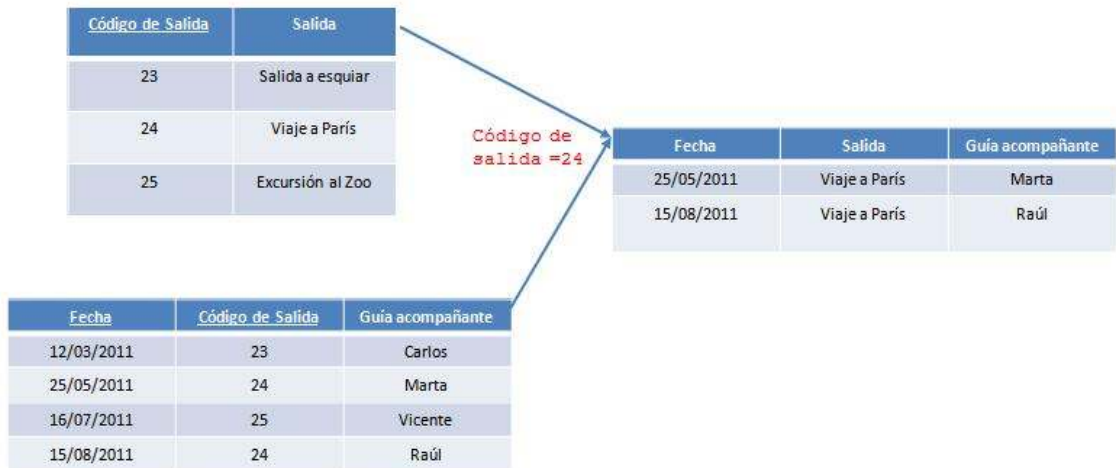 Código de Salida Salida
23 Salida a esquiar
24 Viaje a París
25 Excursión al Zoo
Código de
salida =24
Fecha Salida Guía acompañante
25/05/2011 Viaje a París Marta
15/08/2011 Viaje a París Raúl
Fecha Código de Salida Guía acompañante
12/03/2011 23 Carlos
25/05/2011 24 Marta
16/07/2011 25 Vicente
15/08/2011 24 Raúl